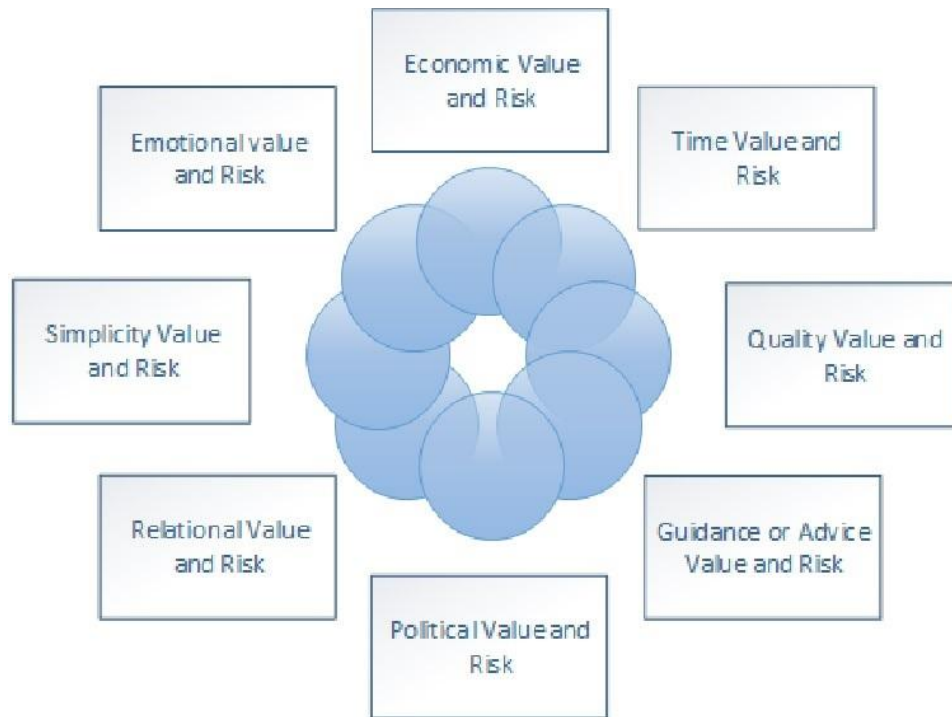 Economic Value
and Risk
Emotional value
and Risk
Time Value and
Risk
Simplicity Value
and Risk
Quality Value and
Risk
Relational Value
and Risk
Guidance or Advice
Value and Risk
Political Value and
Risk